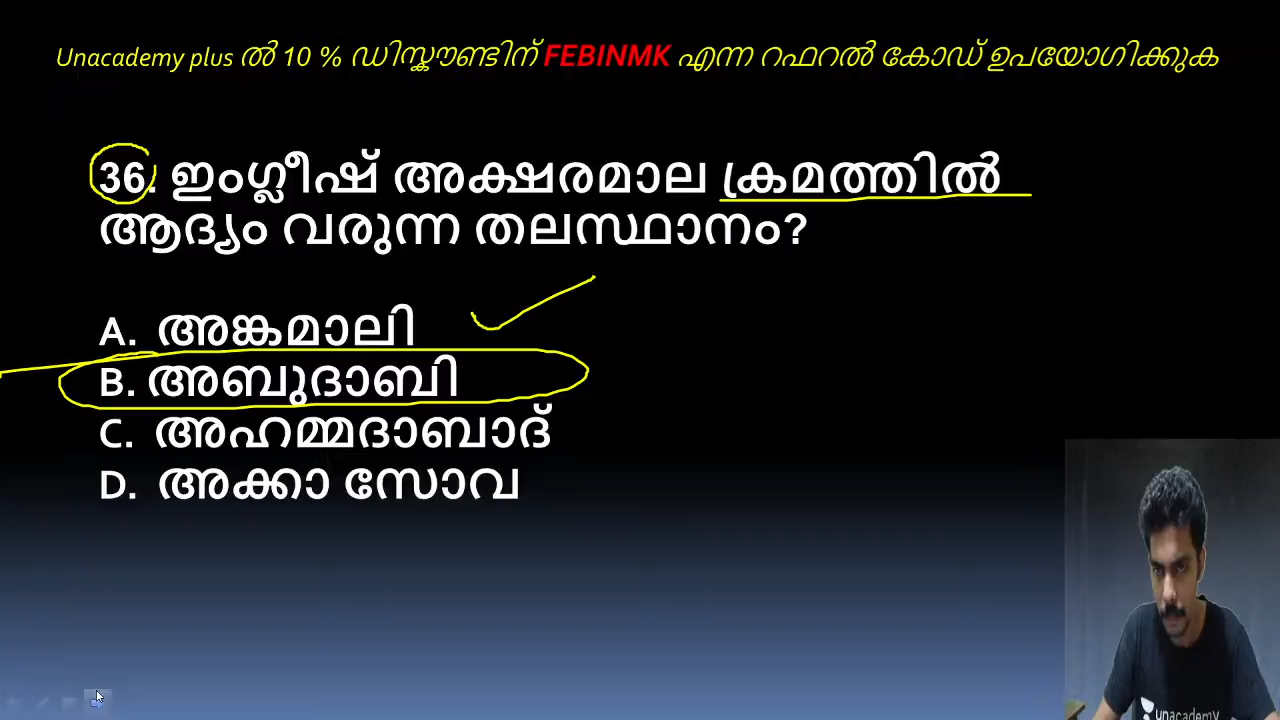 Unacademy plus ൽ 10 % ഡിസ്കൗണ്ടിന് FEBINMK എന്ന റഫറൽ കോഡ് ഉപയോഗിക്കുക
36. ഇംഗ്ലീഷ് അക്ഷരമാല ക്രമത്തിൽ
ആദ്യം വരുന്ന തലസ്ഥാനം?
A. അങ്കമാലി
B. അബുദാബി
C. അഹമ്മദാബാദ്
D. അക്കാ സോവ
unacademy